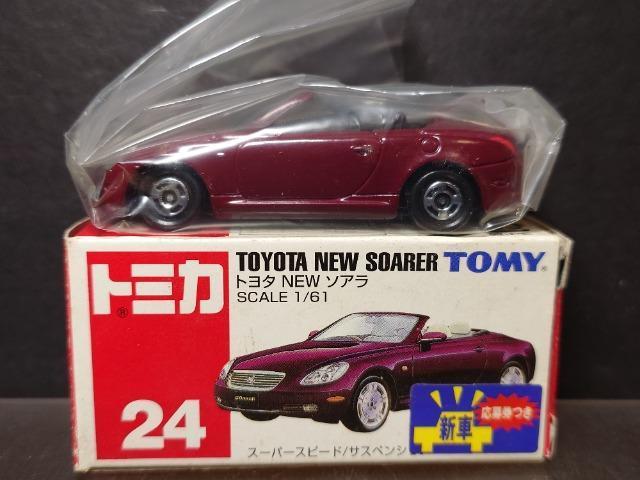 トミカ®
TOYOTA NEW SOARER TOMY®
トヨタ NEW ソアラ
SCALE 1/61
24
新車
応募券つき
スーパースピード/サスペンシ